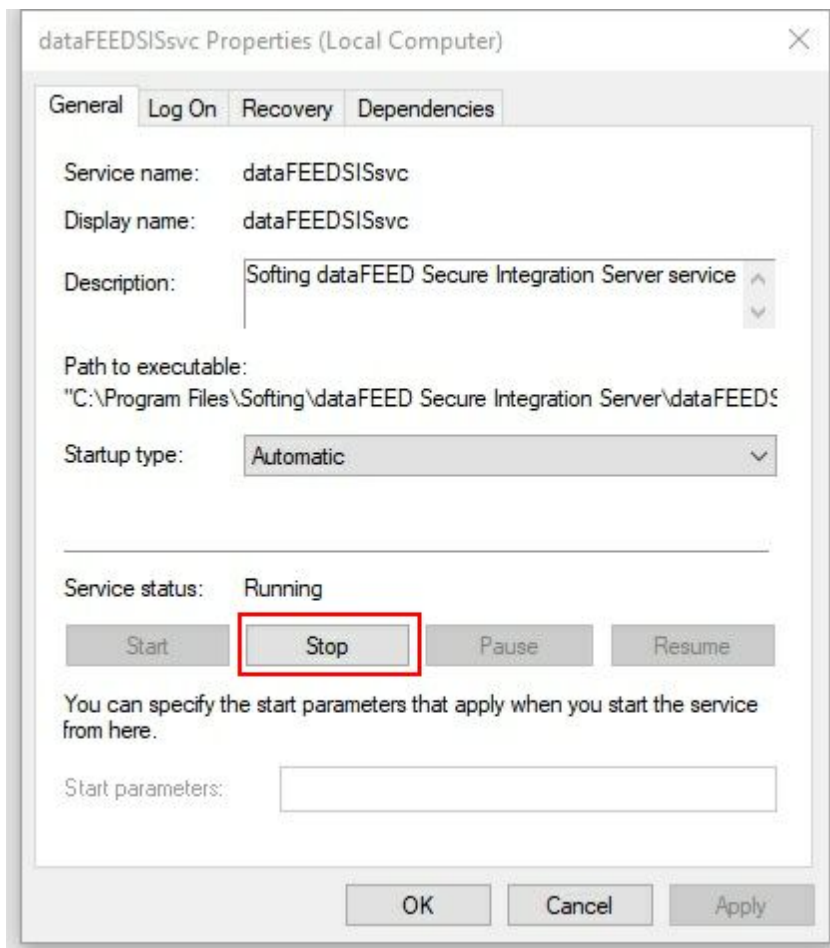 dataFEEDSISsvc Properties (Local Computer)
General Log On Recovery Dependencies
Service name: dataFEEDSISsvc
Display name: dataFEEDSISsvc
Description: Softing dataFEED Secure Integration Server service
Path to executable:
"C:\Program Files\Softing\dataFEED Secure Integration Server\dataFEEDS
Startup type: Automatic
Service status: Running
Start Stop Pause Resume
You can specify the start parameters that apply when you start the service
from here.
Start parameters:
OK Cancel Apply